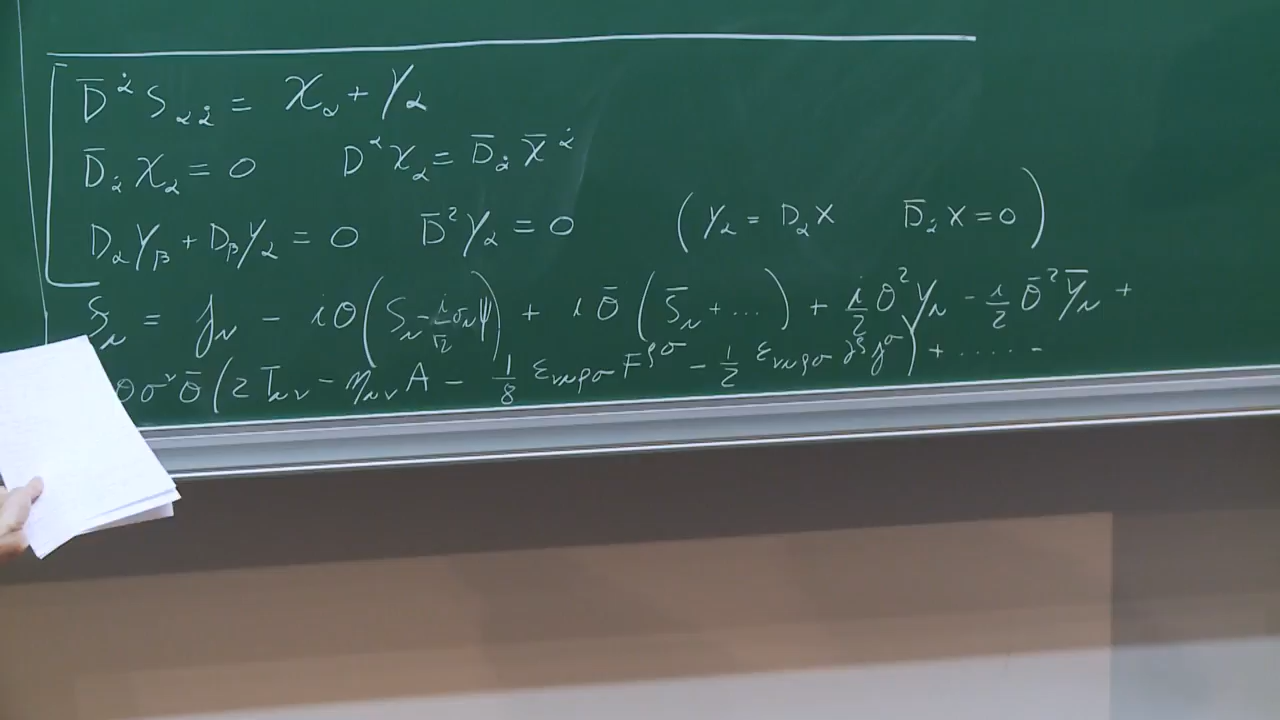 D̄^α̇ S_αα̇ = χ_α + Y_α
D̄_α̇ χ_α = 0    D^α χ_α = D̄_α̇ χ̄^α̇
D_α Y_β + D_β Y_α = 0    D̄² Y_α = 0    ( Y_α = D_α X    D̄_α̇ X = 0 )
S_μ = j_μ - iθ ( S_μ - i/√2 σ_μ ψ̄ ) + iθ̄ ( S̄_μ + ... ) + i/2 θ² Y_μ - i/2 θ̄² Ȳ_μ +
θσ^ν θ̄ ( 2 T_μν - η_μν A - 1/8 ε_νμρσ F^ρσ - 1/2 ε_νμρσ ∂^ρ j^σ ) + ......